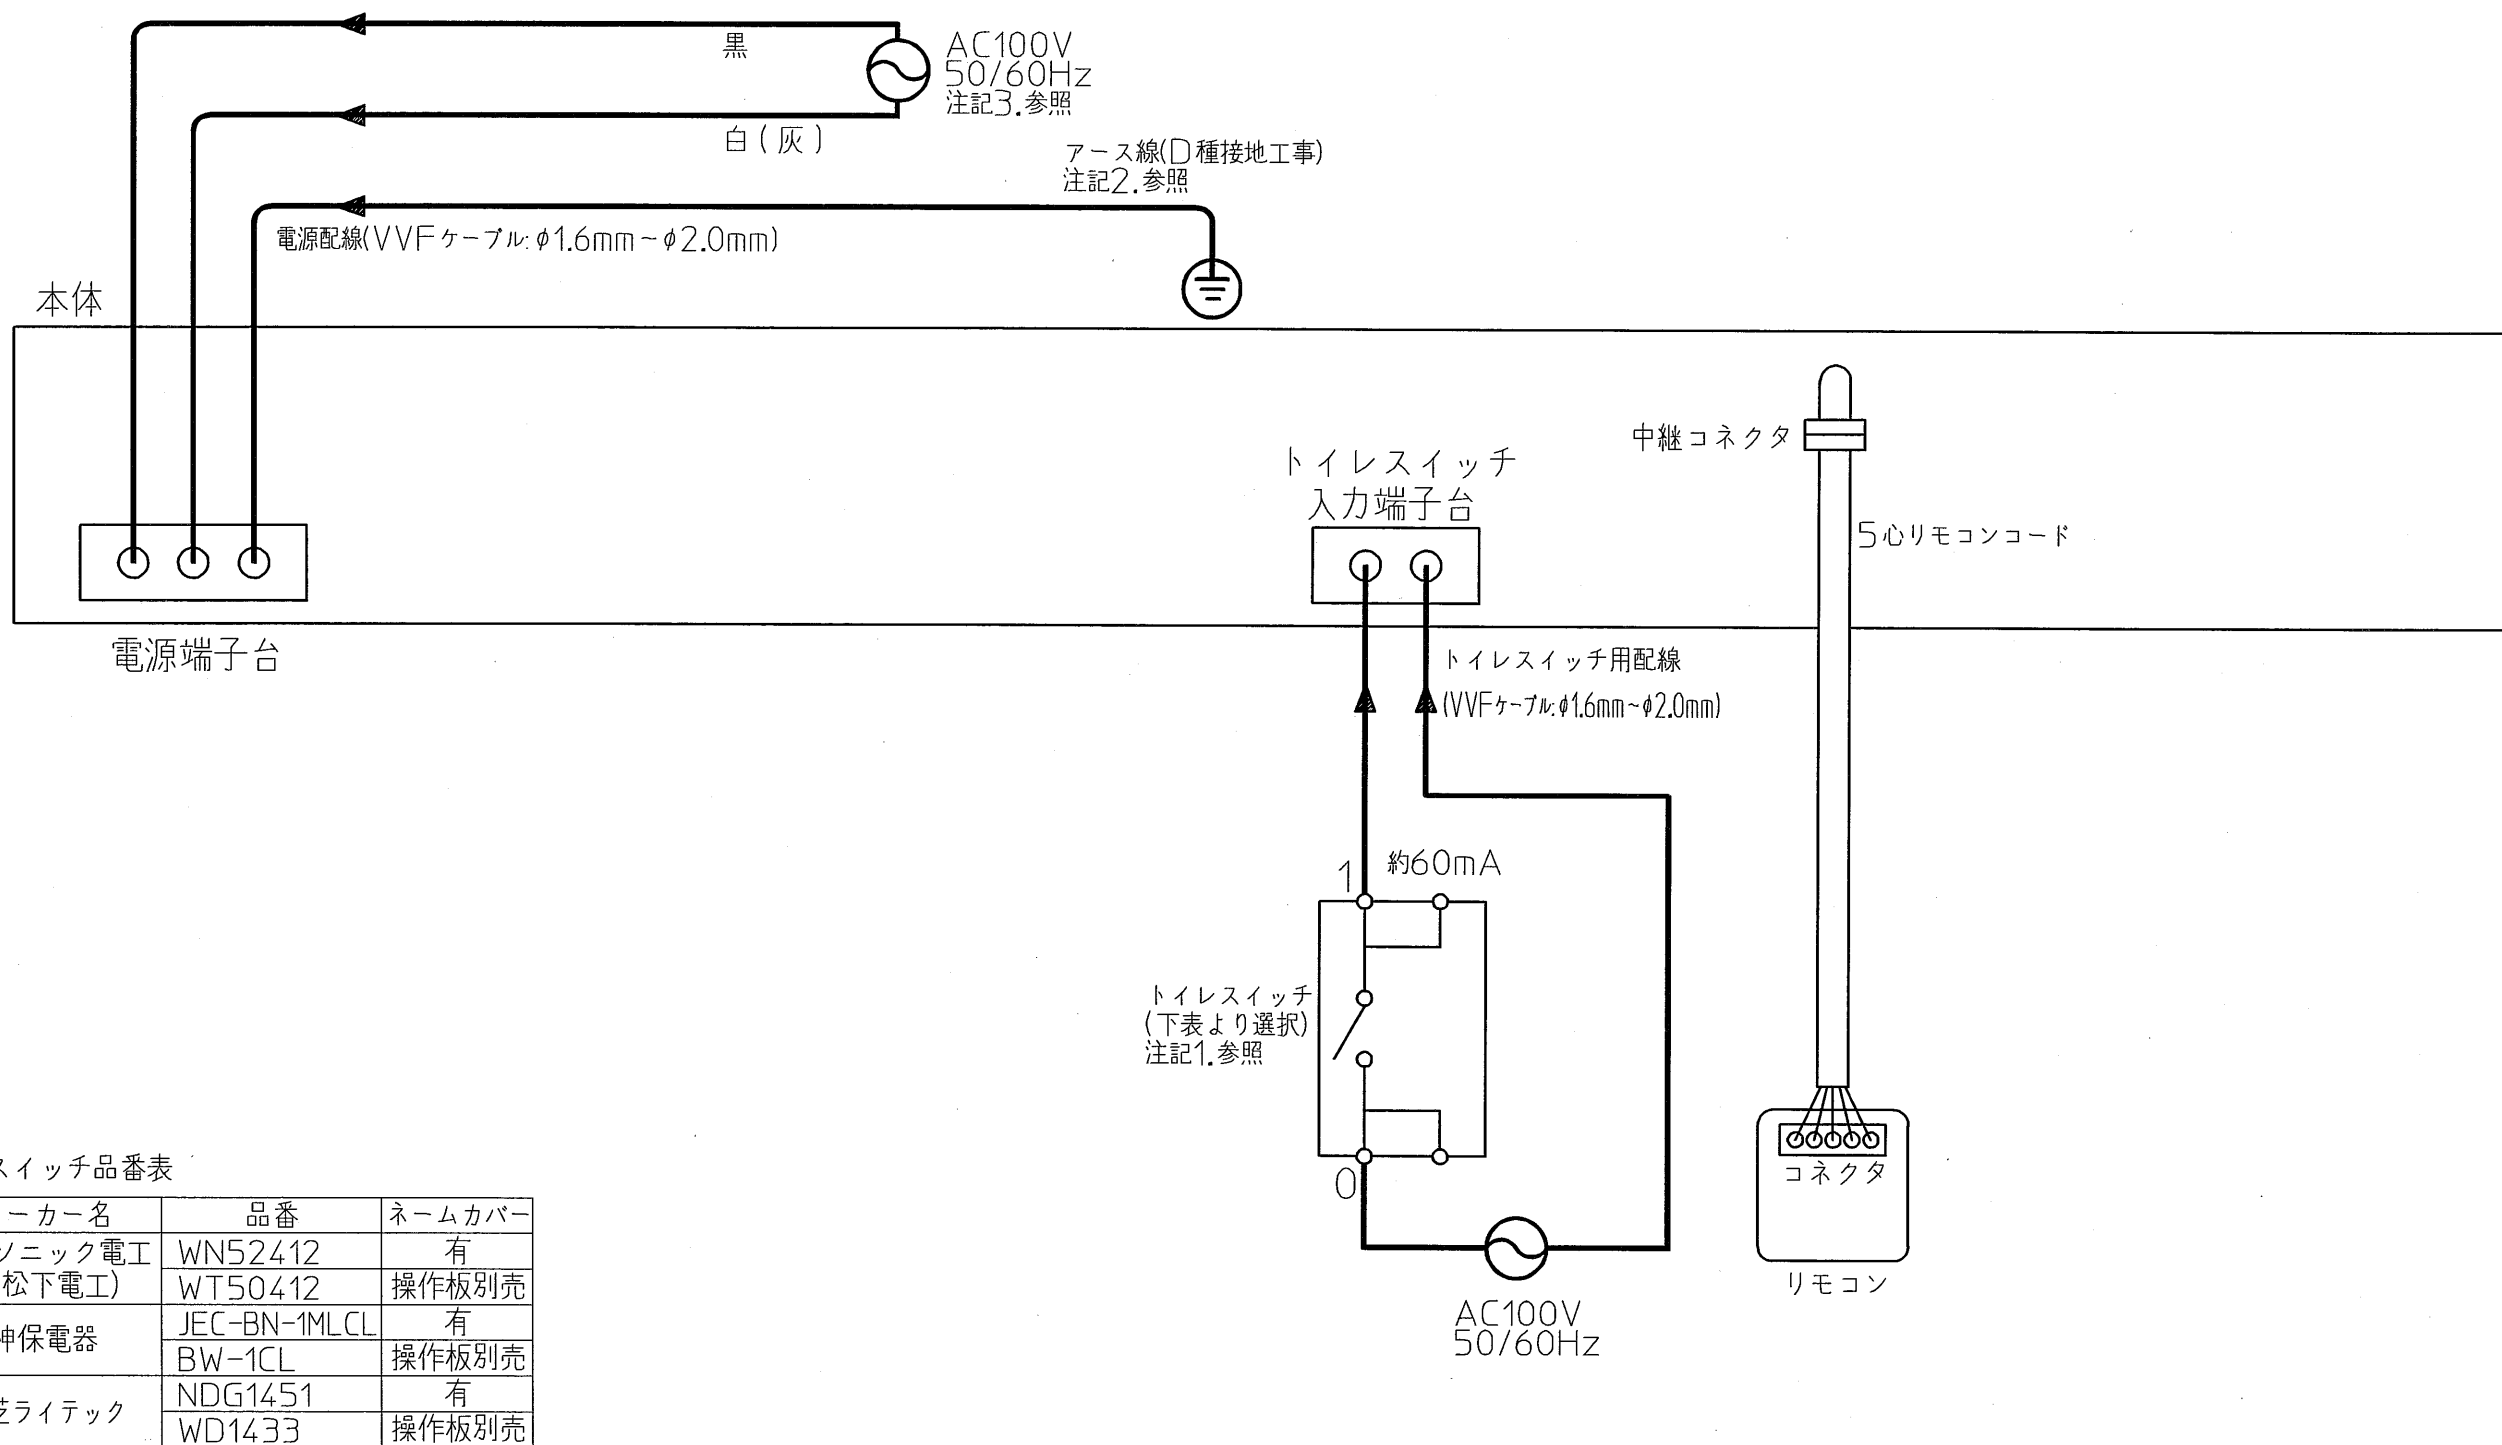 黒
AC100V
50/60Hz
注記3.参照
白(灰)
アース線(D種接地工事)
注記2.参照
電源配線(VVFケーブル:φ1.6mm~φ2.0mm)
本体
中継コネクタ
トイレスイッチ
入力端子台
5心リモコンコード
電源端子台
トイレスイッチ用配線
(VVFケーブル:φ1.6mm~φ2.0mm)
1
約60mA
トイレスイッチ
(下表より選択)
注記1.参照
0
コネクタ
リモコン
AC100V
50/60Hz
スイッチ品番表
ーカー名 品番 ネームカバー
ソニック電工 WN52412 有
松下電工) WT50412 操作板別売
神保電器 JEC-BN-1MLCL 有
BW-1CL 操作板別売
芝ライテック NDG1451 有
WD1433 操作板別売